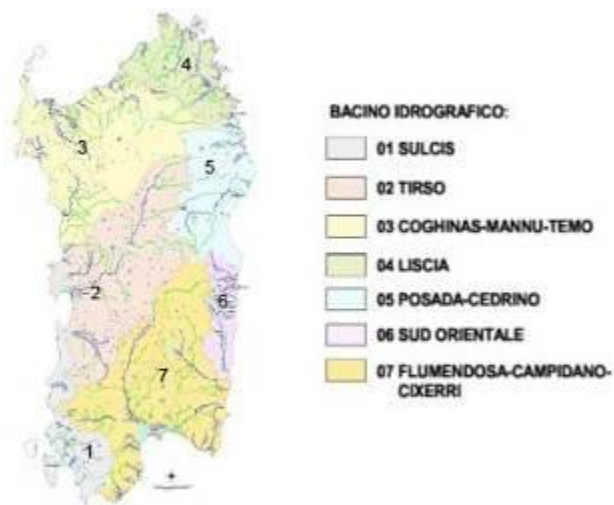 4
3
5
2
6
7
1
BACINO IDROGRAFICO:
01 SULCIS
02 TIRSO
03 COGHINAS-MANNU-TEMO
04 LISCIA
05 POSADA-CEDRINO
06 SUD ORIENTALE
07 FLUMENDOSA-CAMPIDANO-
CIXERRI